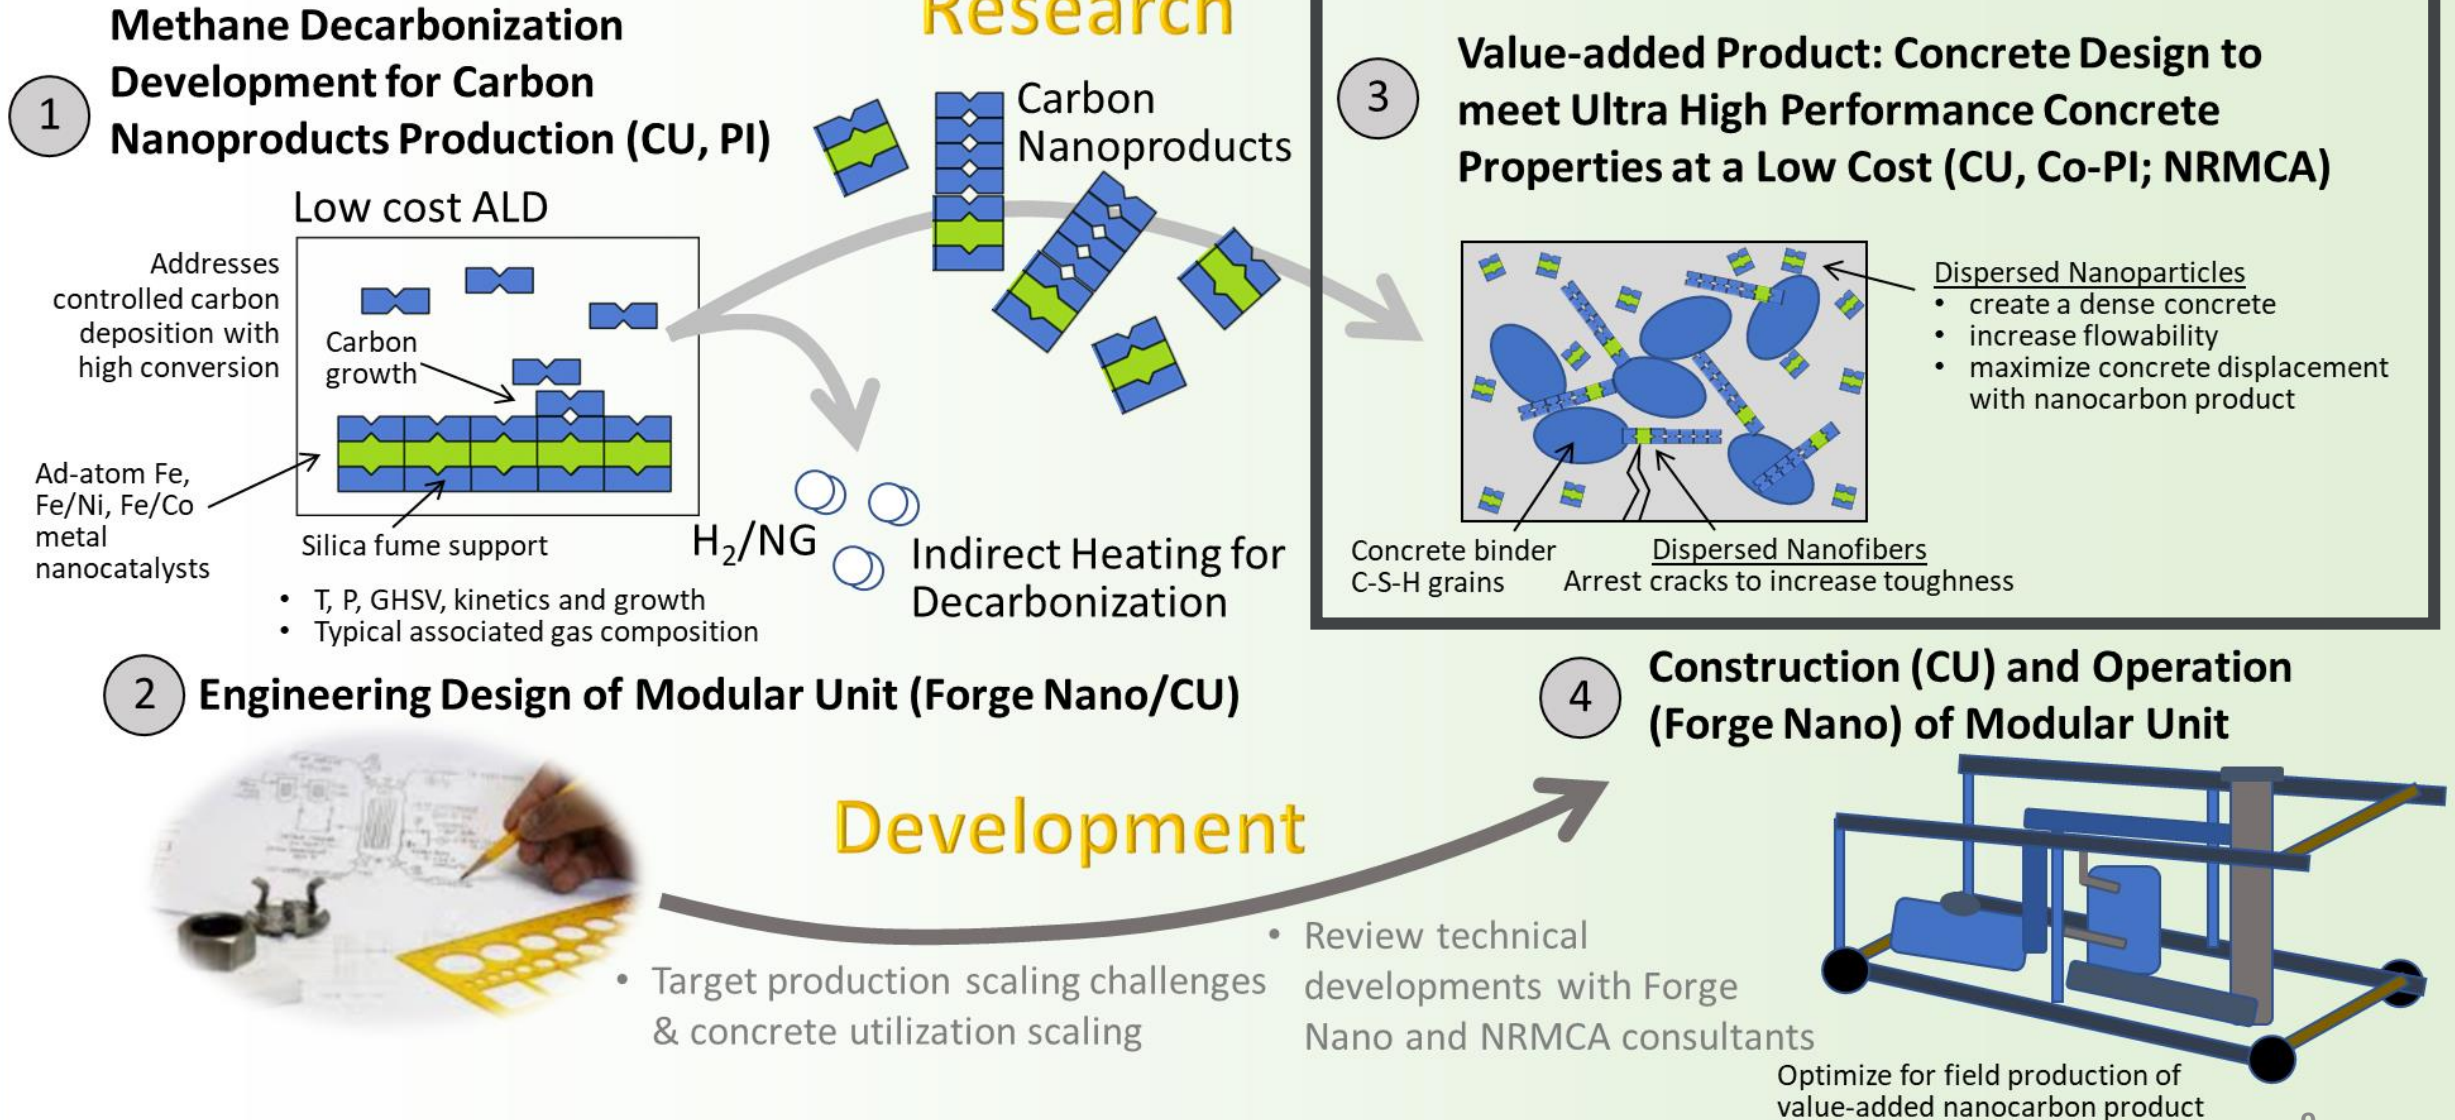 Research
1
Methane Decarbonization
Development for Carbon
Nanoproducts Production (CU, PI)
Low cost ALD
Addresses
controlled carbon
deposition with
high conversion
Carbon
growth
Ad-atom Fe,
Fe/Ni, Fe/Co
metal
nanocatalysts
Silica fume support
• T, P, GHSV, kinetics and growth
• Typical associated gas composition
Carbon
Nanoproducts
H₂/NG
Indirect Heating for
Decarbonization
3
Value-added Product: Concrete Design to
meet Ultra High Performance Concrete
Properties at a Low Cost (CU, Co-PI; NRMCA)
Dispersed Nanoparticles
• create a dense concrete
• increase flowability
• maximize concrete displacement
with nanocarbon product
Concrete binder
C-S-H grains
Dispersed Nanofibers
Arrest cracks to increase toughness
2
Engineering Design of Modular Unit (Forge Nano/CU)
Development
• Target production scaling challenges
& concrete utilization scaling
• Review technical
developments with Forge
Nano and NRMCA consultants
4
Construction (CU) and Operation
(Forge Nano) of Modular Unit
Optimize for field production of
value-added nanocarbon product